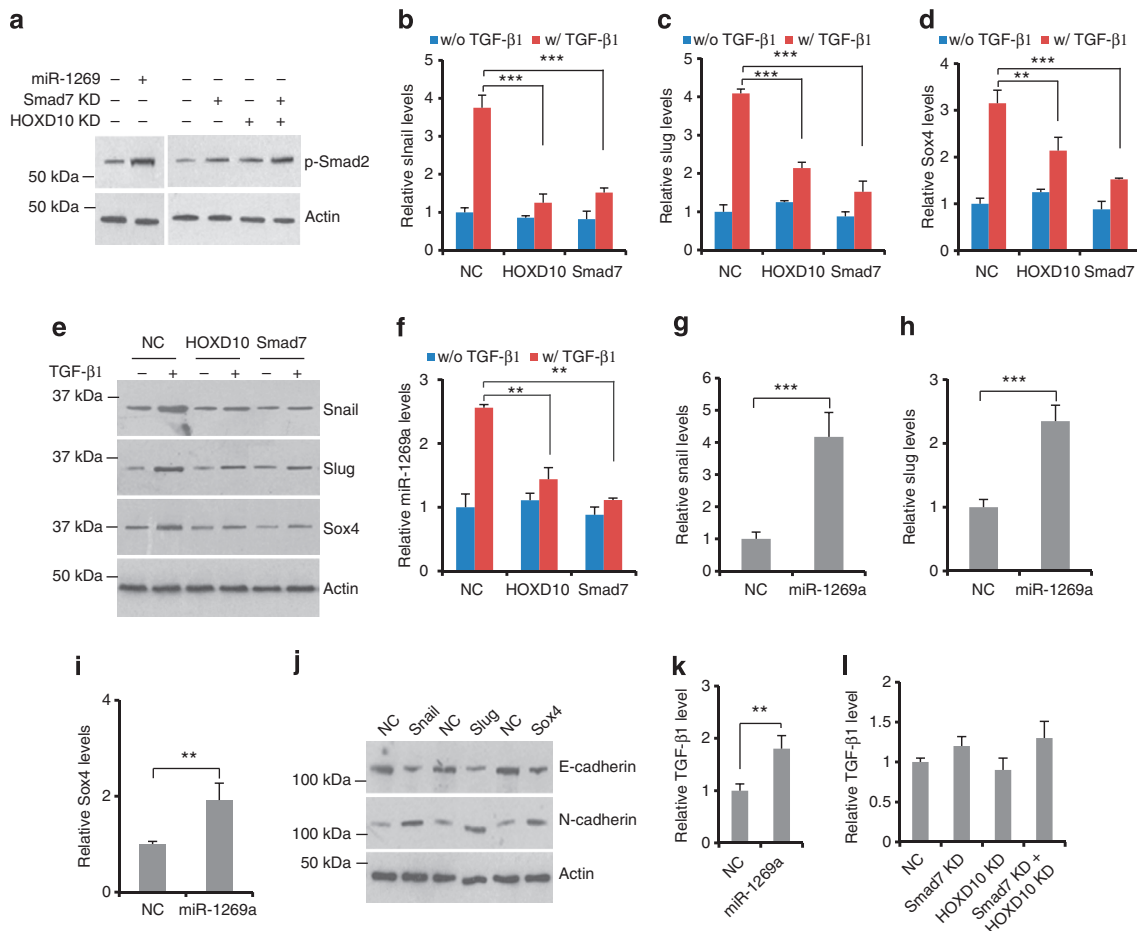 a
miR-1269 – + – – – –
Smad7 KD – – – + – +
HOXD10 KD – – – – + +
p-Smad2
50 kDa
50 kDa
Actin
b
w/o TGF-β1 w/ TGF-β1
Relative slnail levels
5
4
3
2
1
0
***
***
NC HOXD10 Smad7
c
w/o TGF-β1 w/ TGF-β1
Relative slug levels
5
4
3
2
1
0
***
***
NC HOXD10 Smad7
d
w/o TGF-β1 w/ TGF-β1
Relative Sox4 levels
5
4
3
2
1
0
***
**
NC HOXD10 Smad7
e
NC HOXD10 Smad7
TGF-β1 – + – + – +
37 kDa
Snail
37 kDa
Slug
37 kDa
Sox4
50 kDa
Actin
f
w/o TGF-β1 w/ TGF-β1
Relative miR-1269a levels
3
2
1
0
**
**
NC HOXD10 Smad7
g
Relative snail levels
6
5
4
3
2
1
0
***
NC miR-1269a
h
Relative slug levels
3
2
1
0
***
NC miR-1269a
i
Relative Sox4 levels
4
2
0
**
NC miR-1269a
j
NC Snail NC Slug NC Sox4
E-cadherin
100 kDa
N-cadherin
100 kDa
50 kDa
Actin
k
Relative TGF-β1 level
3
2
1
0
**
NC
miR-1269a
l
Relative TGF-β1 level
2
1.5
1
0.5
0
NC
Smad7 KD
HOXD10 KD
Smad7 KD +
HOXD10 KD